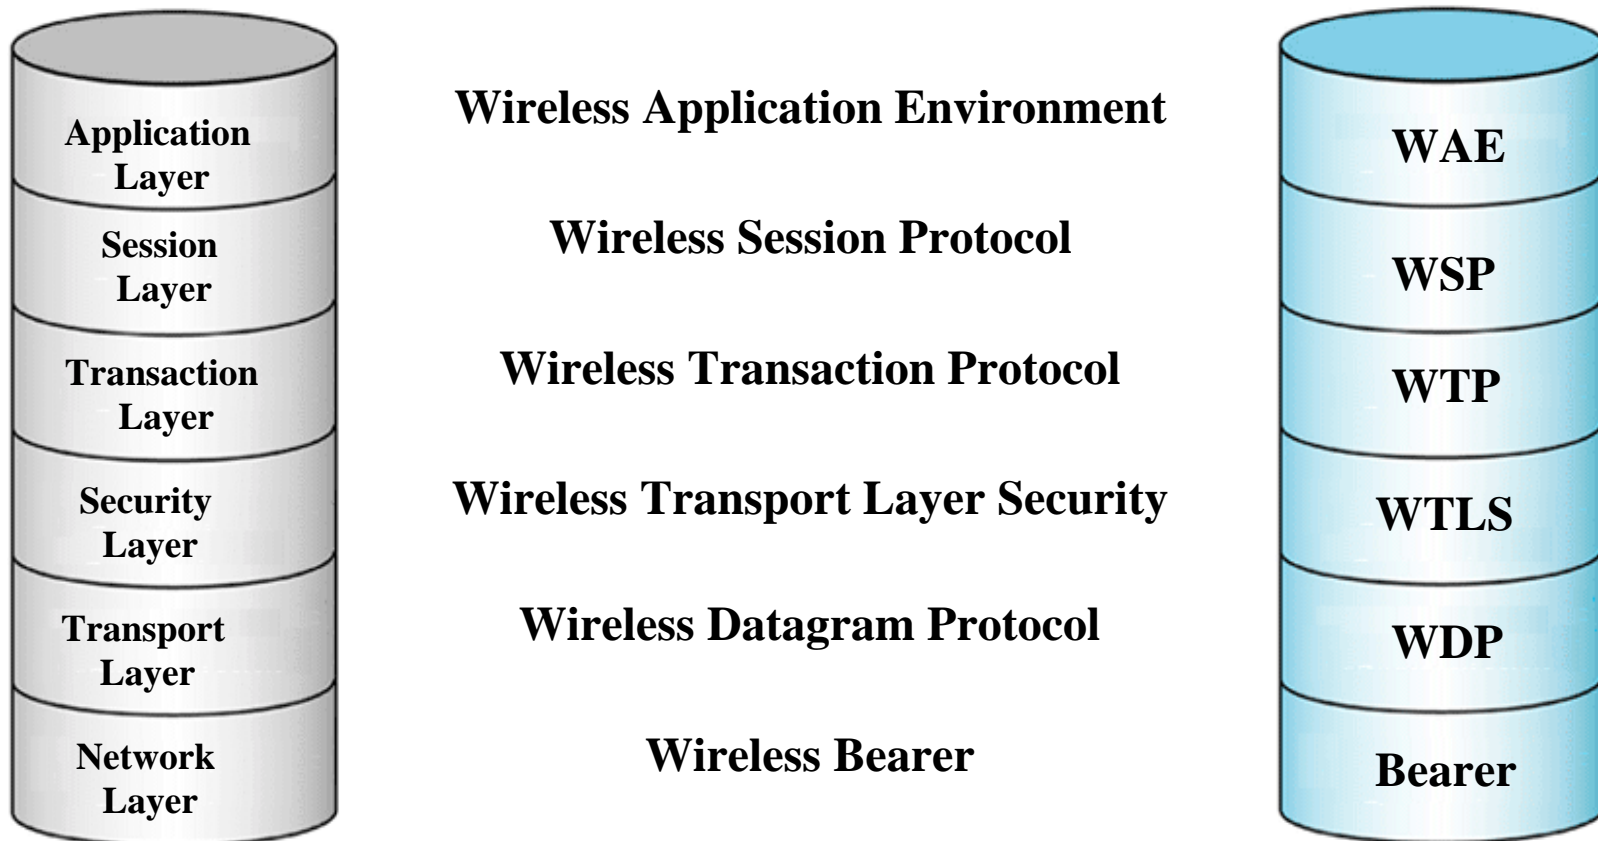 Application
Layer
Session
Layer
Transaction
Layer
Security
Layer
Transport
Layer
Network
Layer
Wireless Application Environment
Wireless Session Protocol
Wireless Transaction Protocol
Wireless Transport Layer Security
Wireless Datagram Protocol
Wireless Bearer
WAE
WSP
WTP
WTLS
WDP
Bearer